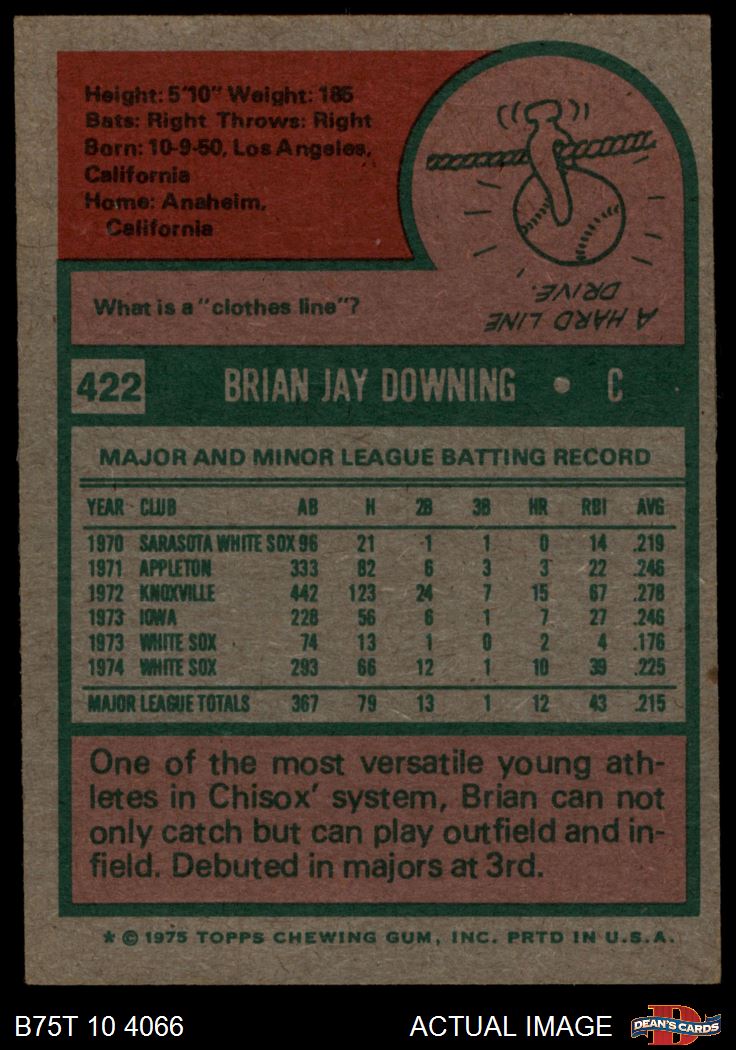 Height: 5'10" Weight: 185
Bats: Right Throws: Right
Born: 10-9-50, Los Angeles,
California
Home: Anaheim,
California
A HARD LINE
DRIVE.
What is a "clothes line"?
422 BRIAN JAY DOWNING • C
MAJOR AND MINOR LEAGUE BATTING RECORD
YEAR CLUB AB H 2B 3B HR RBI AVG
1970 SARASOTA WHITE SOX 96 21 1 1 0 14 .219
1971 APPLETON 333 82 6 3 3 22 .246
1972 KNOXVILLE 442 123 24 7 15 67 .278
1973 IOWA 228 56 6 1 7 27 .246
1973 WHITE SOX 74 13 1 0 2 4 .176
1974 WHITE SOX 293 66 12 1 10 39 .225
MAJOR LEAGUE TOTALS 367 79 13 1 12 43 .215
One of the most versatile young ath-
letes in Chisox' system, Brian can not
only catch but can play outfield and in-
field. Debuted in majors at 3rd.
* © 1975 TOPPS CHEWING GUM, INC. PRTD IN U.S.A.
B75T 10 4066 ACTUAL IMAGE D DEAN'S CARDS